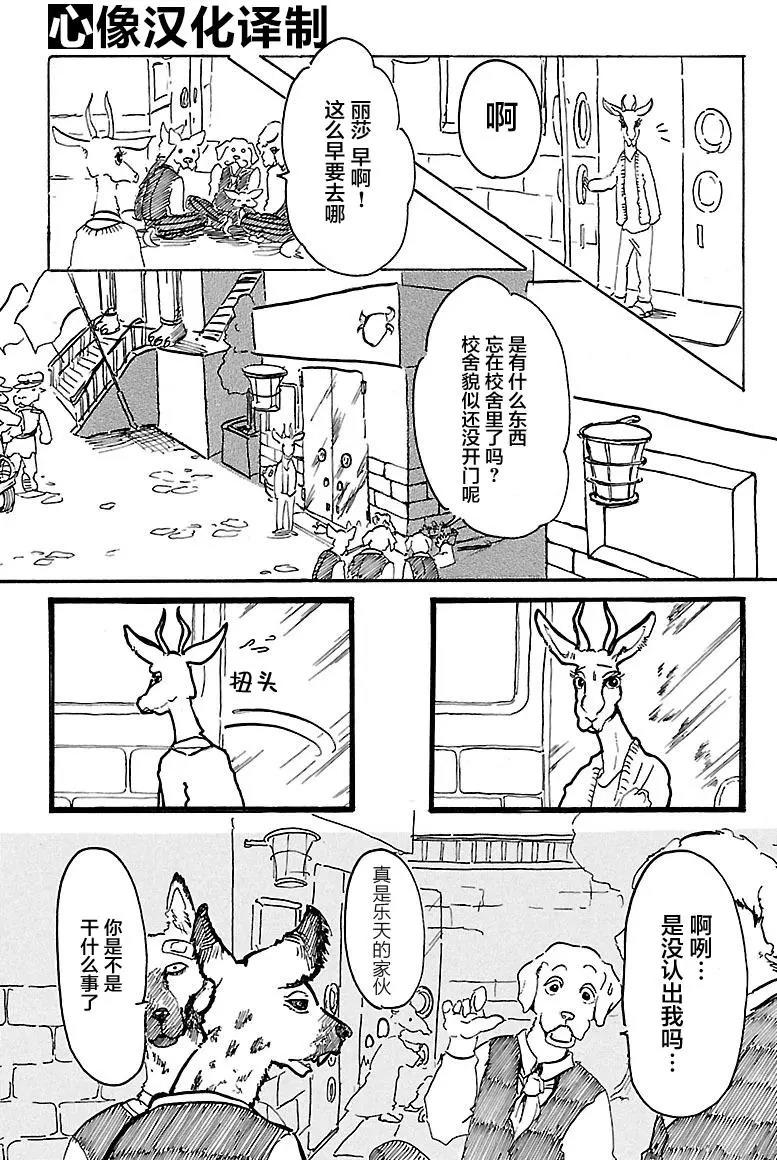 心像汉化译制
啊
丽莎 早啊！
这么早要去哪
是有什么东西
忘在校舍里了吗？
校舍貌似还没开门呢
扭头
啊咧…
是没认出我吗…
真是乐天的家伙
你是不是
干什么事了